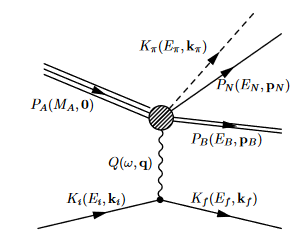 K_π(E_π, k_π)
P_N(E_N, p_N)
P_A(M_A, 0)
P_B(E_B, p_B)
Q(ω, q)
K_i(E_i, k_i)
K_f(E_f, k_f)